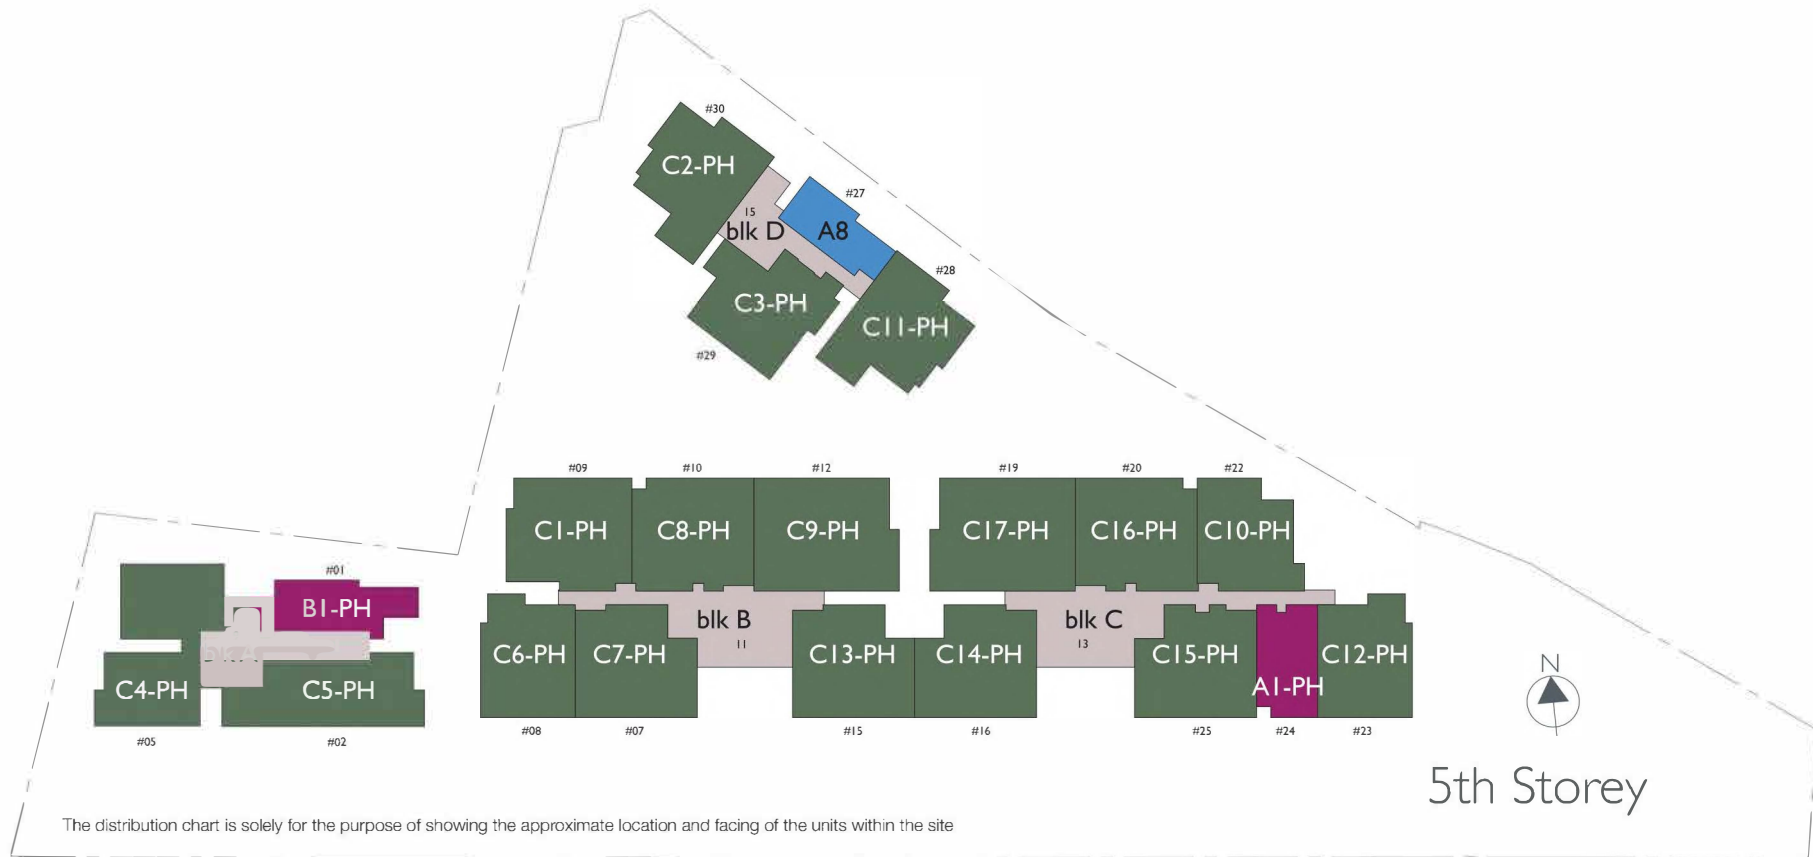 #30
C2-PH
#27
15
blk D
A8
#28
C3-PH
C11-PH
#29
#09
#10
#12
#19
#20
#22
C1-PH
C8-PH
C9-PH
C17-PH
C16-PH
C10-PH
#01
B1-PH
blk B
11
blk C
13
C6-PH
C7-PH
C13-PH
C14-PH
C15-PH
C12-PH
A1-PH
C4-PH
C5-PH
#05
#02
#08
#07
#15
#16
#25
#24
#23
N
5th Storey
The distribution chart is solely for the purpose of showing the approximate location and facing of the units within the site